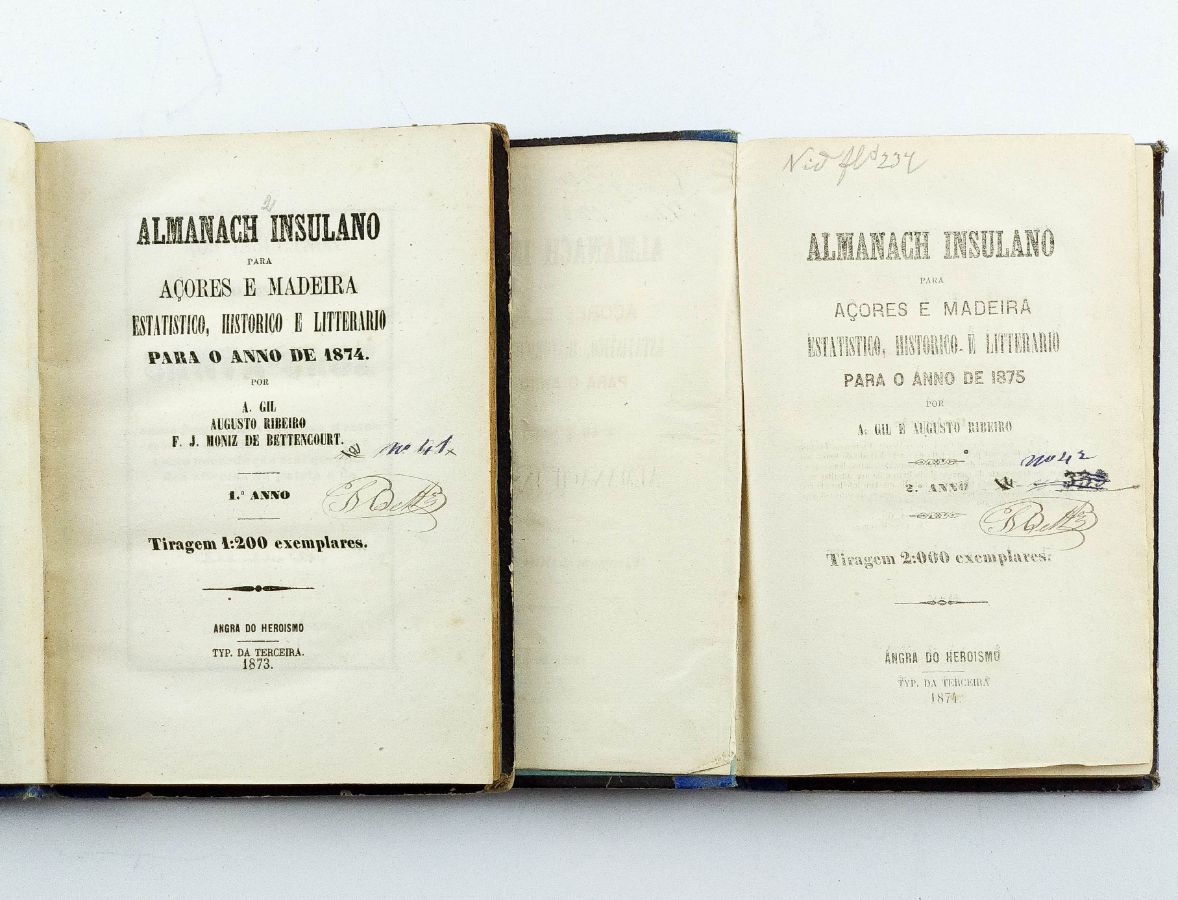 2
ALMANACH INSULANO
PARA
AÇORES E MADEIRA
ESTATISTICO, HISTORICO E LITTERARIO
PARA O ANNO DE 1874.
POR
A. GIL
AUGUSTO RIBEIRO
F. J. MONIZ DE BETTENCOURT.
nº 41
1.º ANNO
Tiragem 1:200 exemplares.
ANGRA DO HEROISMO
TYP. DA TERCEIRA.
1873.
237
ALMANACH INSULANO
PARA
AÇORES E MADEIRA
ESTATISTICO, HISTORICO E LITTERARIO
PARA O ANNO DE 1875
POR
A. GIL E AUGUSTO RIBEIRO
nº 42
2.º ANNO
Tiragem 2:000 exemplares.
ANGRA DO HEROISMO
TYP. DA TERCEIRA
1874.